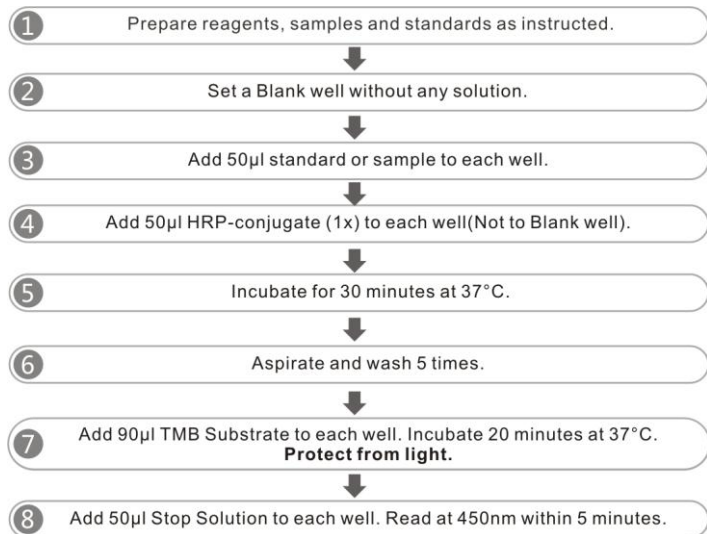 1 Prepare reagents, samples and standards as instructed.
2 Set a Blank well without any solution.
3 Add 50µl standard or sample to each well.
4 Add 50µl HRP-conjugate (1x) to each well(Not to Blank well).
5 Incubate for 30 minutes at 37°C.
6 Aspirate and wash 5 times.
7 Add 90µl TMB Substrate to each well. Incubate 20 minutes at 37°C.
Protect from light.
8 Add 50µl Stop Solution to each well. Read at 450nm within 5 minutes.